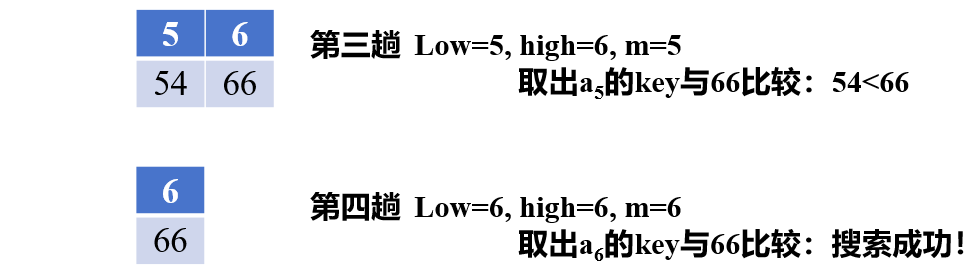 5 6
54 66
第三趟 Low=5, high=6, m=5
取出a5的key与66比较：54<66
6
66
第四趟 Low=6, high=6, m=6
取出a6的key与66比较：搜索成功！